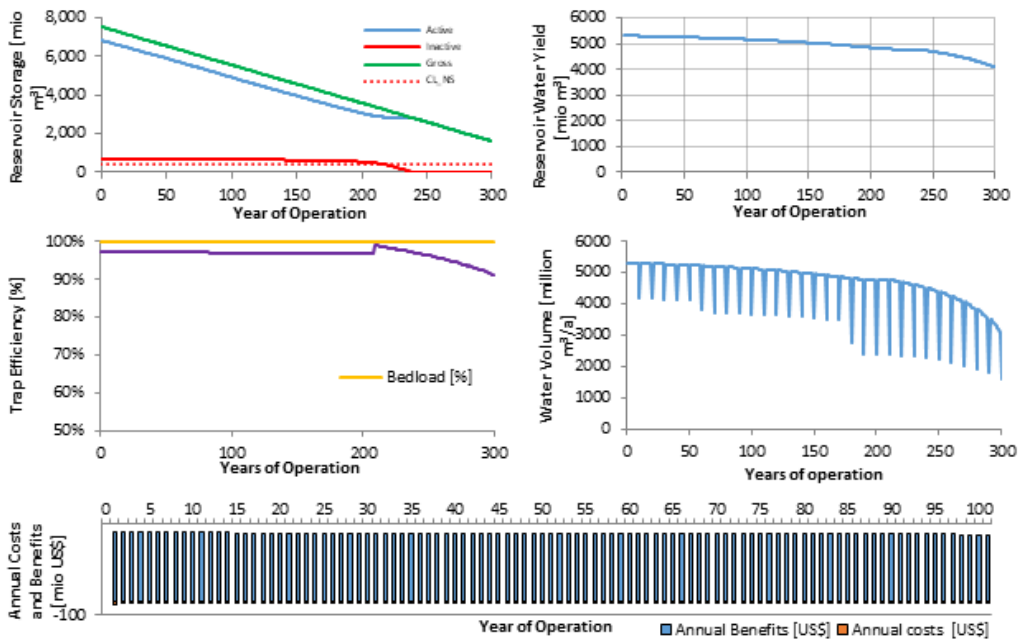 Reservoir Storage [mio
m³]
8,000
6,000
4,000
2,000
0
Active
Inactive
Gross
CL_NS
0 50 100 150 200 250 300
Year of Operation
Reservoir Water Yield
[mio m³]
6000
5000
4000
3000
2000
1000
0
0 50 100 150 200 250 300
Year of Operation
Trap Efficiency [%]
100%
90%
80%
70%
60%
50%
Bedload [%]
0 100 200 300
Years of Operation
Water Volume [million
m³/a]
6000
5000
4000
3000
2000
1000
0
0 50 100 150 200 250 300
Years of operation
0 5 10 15 20 25 30 35 40 45 50 55 60 65 70 75 80 85 90 95 100
Annual Costs
and Benefits
[mio US$]
-100
Year of Operation
Annual Benefits [US$] Annual costs [US$]